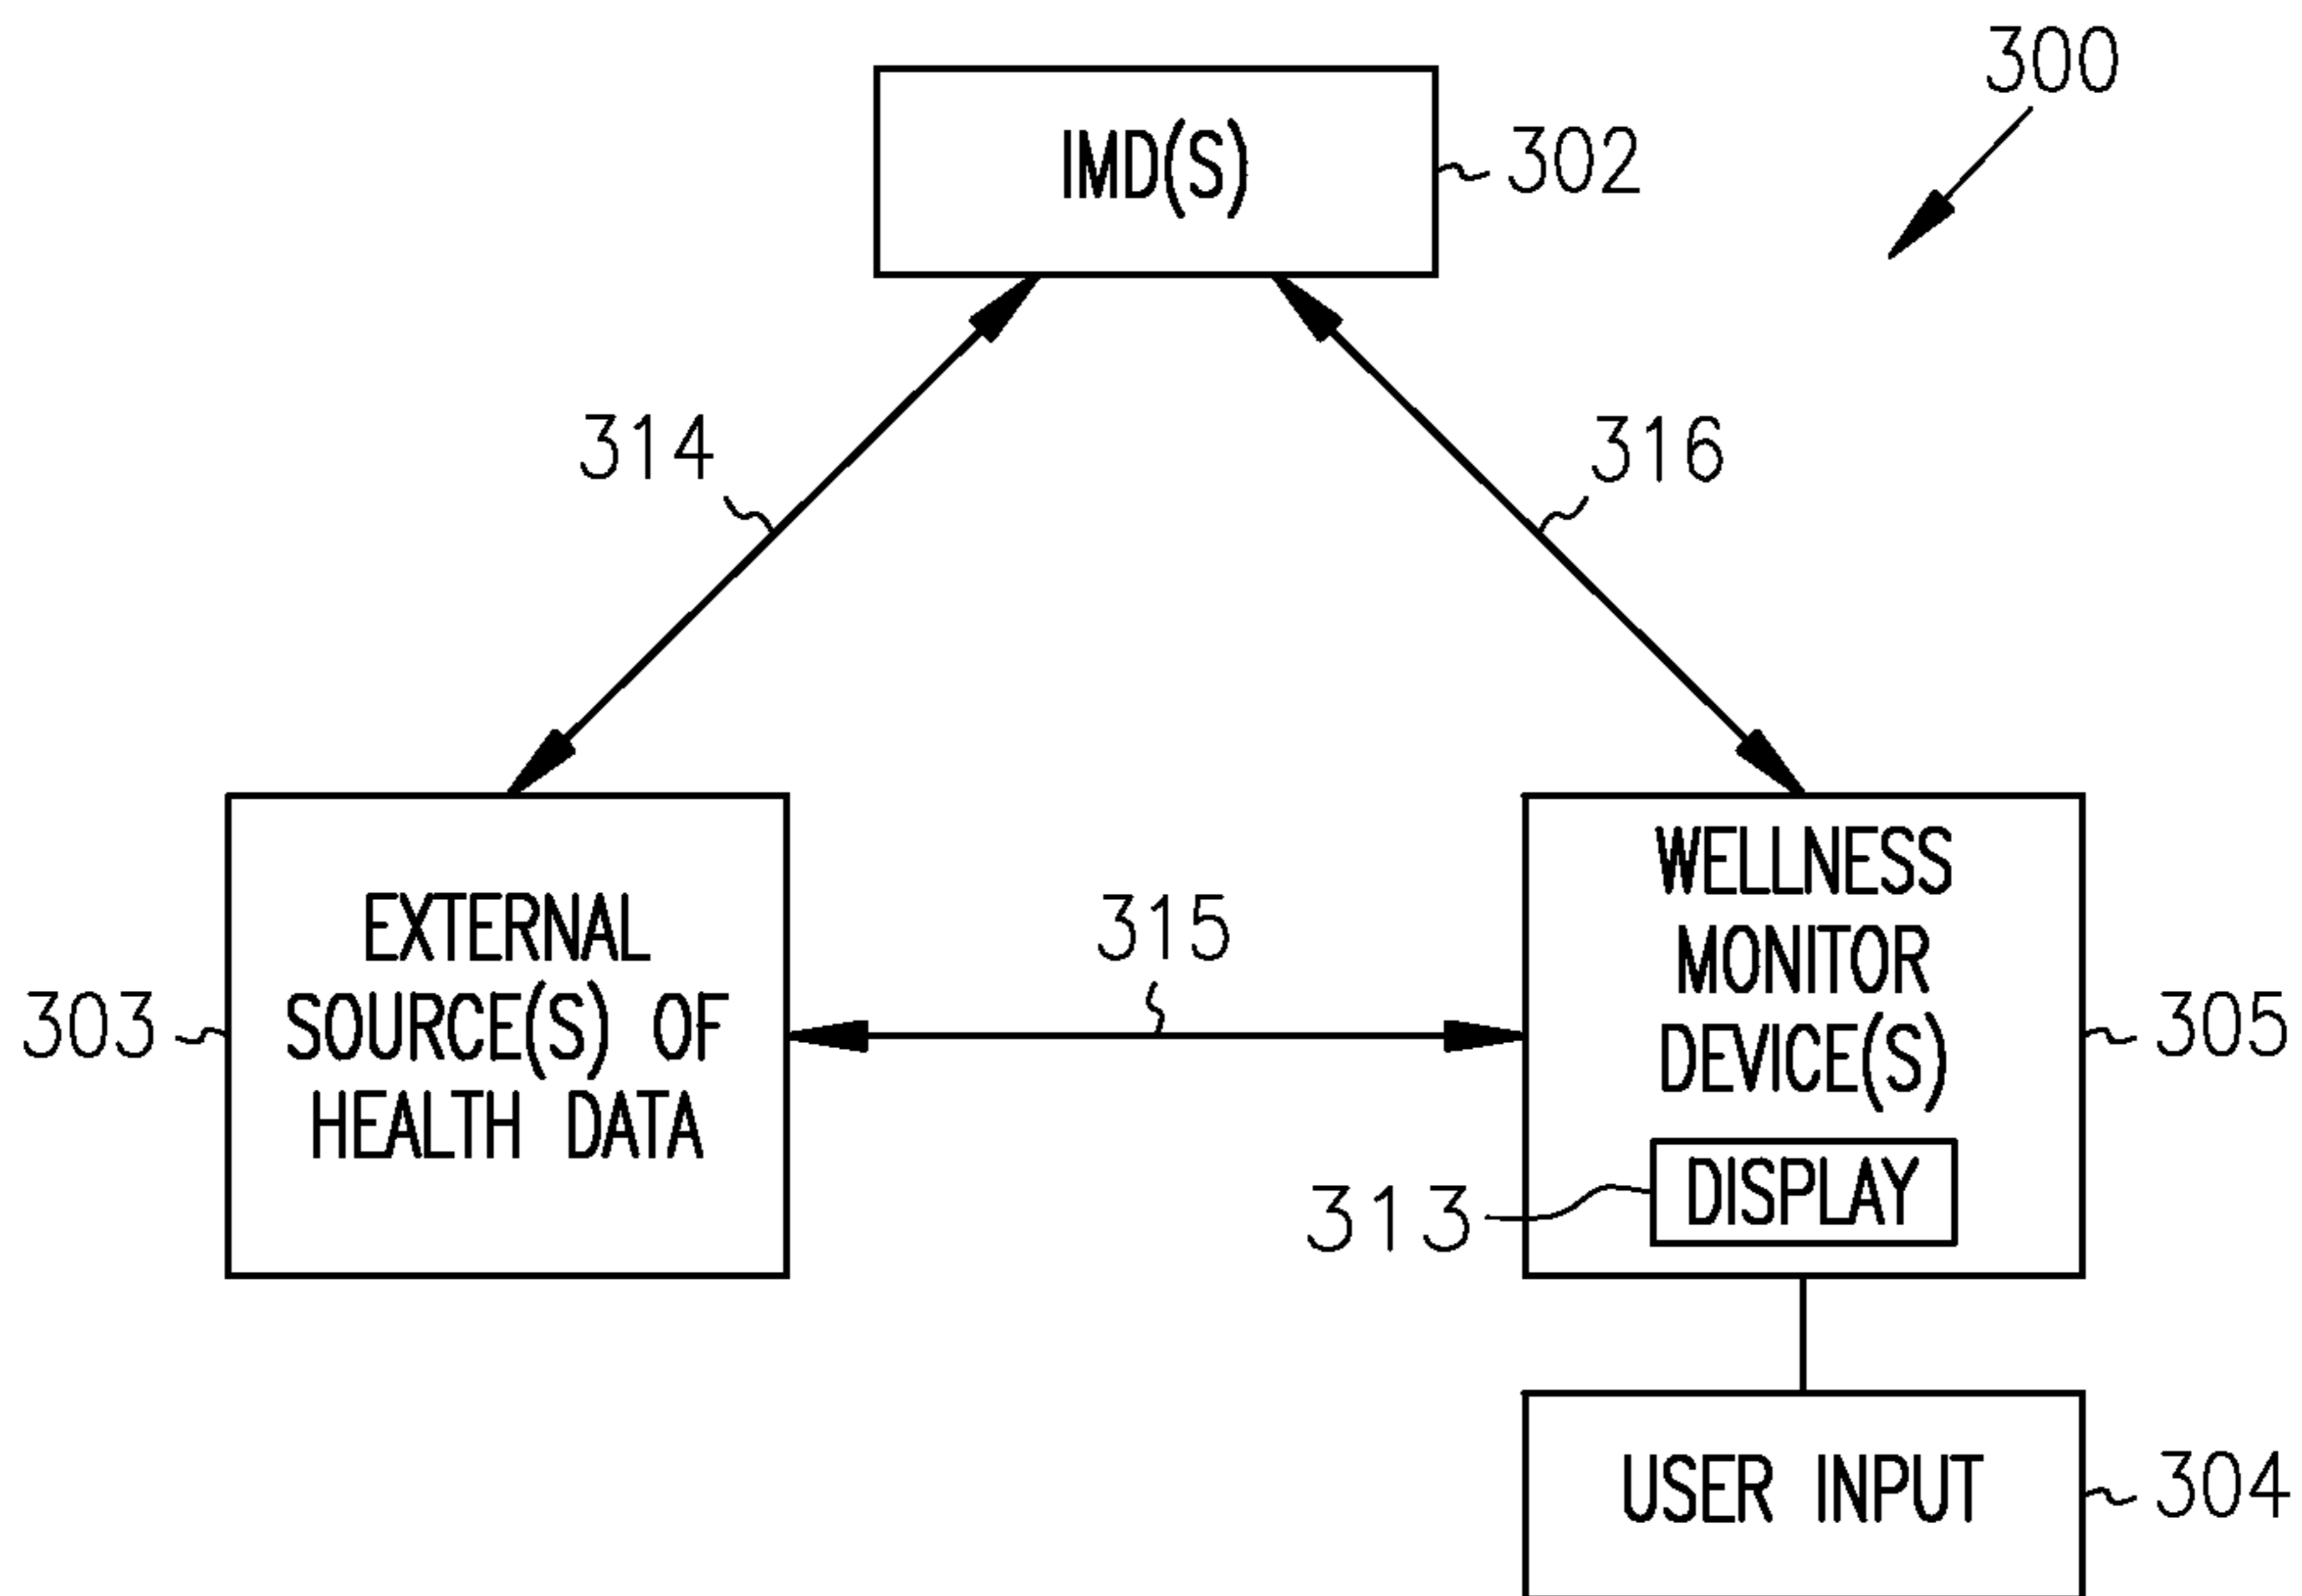 300
IMD(S)
302
314
316
EXTERNAL
SOURCE(S) OF
HEALTH DATA
303
315
WELLNESS
MONITOR
DEVICE(S)
305
DISPLAY
313
USER INPUT
304